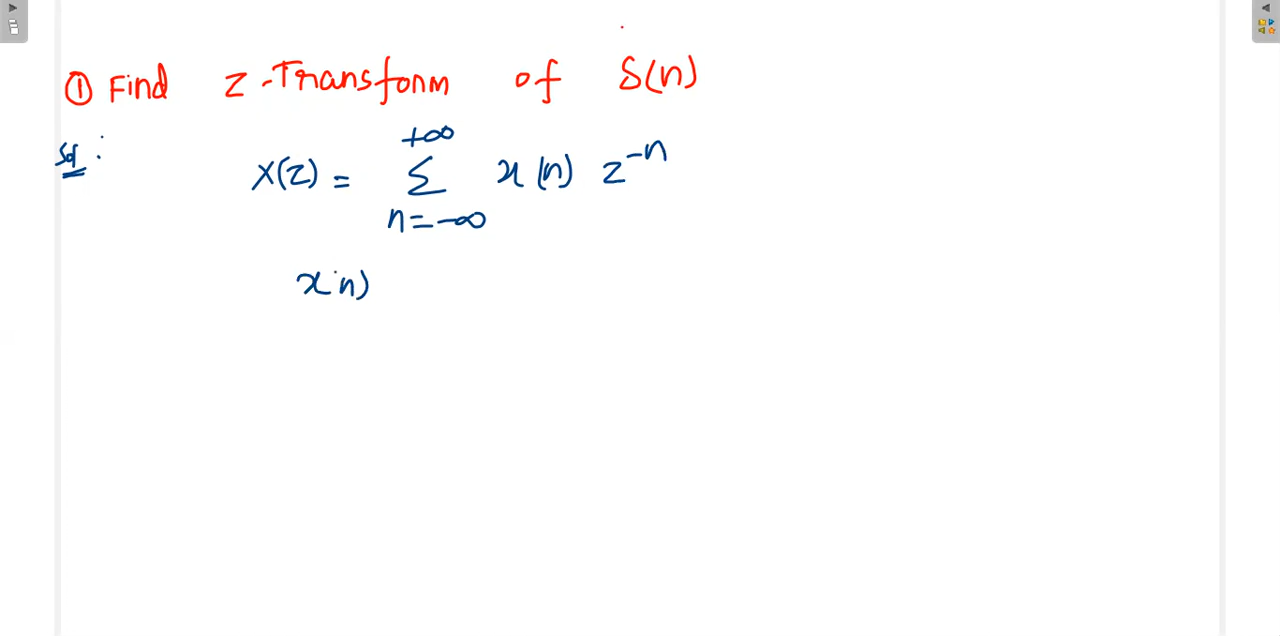 ① Find Z-Transform of δ(n)
Sol :
X(z) = +∞ Σ n=-∞ x(n) z^-n
x(n)